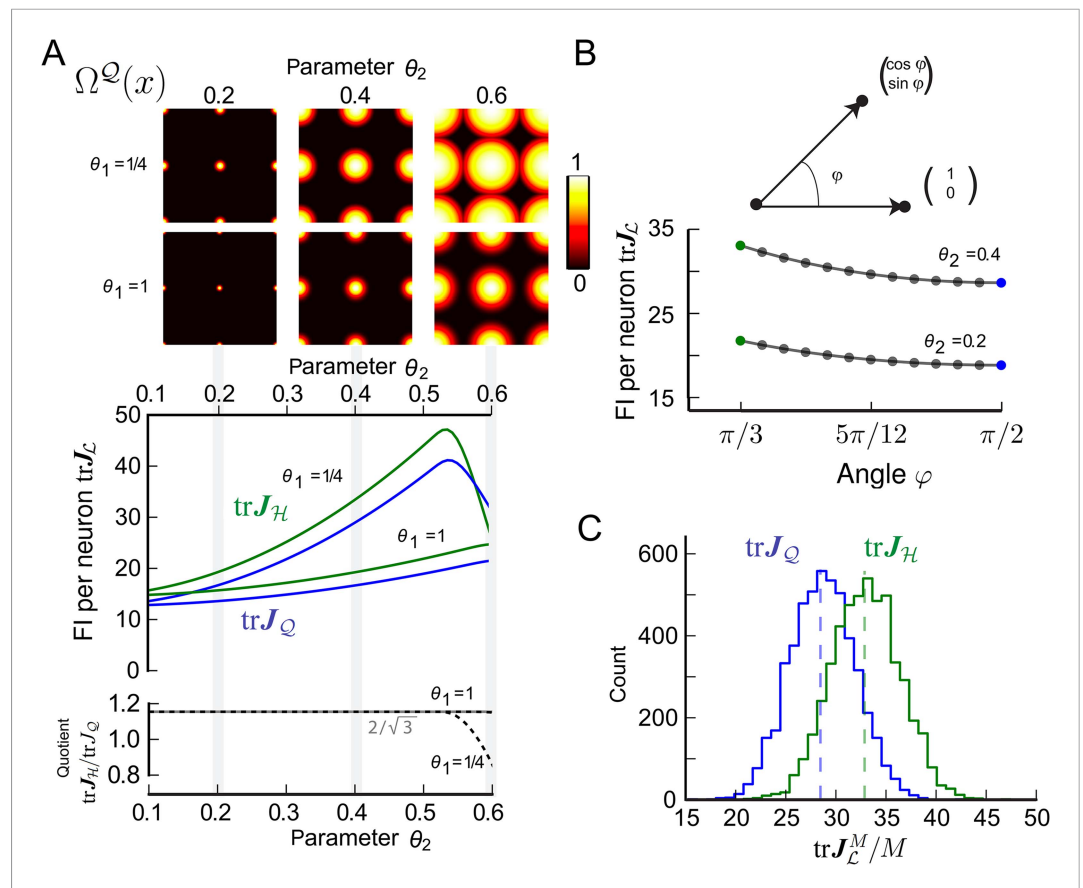 A
Ω^𝒬(x)
Parameter θ₂
0.2 0.4 0.6
θ₁ =1/4
θ₁ =1
1
0
Parameter θ₂
0.1 0.2 0.3 0.4 0.5 0.6
50
40
30
20
10
0
FI per neuron tr𝑱_ℒ
θ₁ =1/4
tr𝑱_ℋ
θ₁ =1
tr𝑱_𝒬
1.2
1.0
0.8
Quotient
tr𝑱_ℋ/tr𝐽_𝒬
θ₁=1
2/√3
θ₁=1/4
0.1 0.2 0.3 0.4 0.5 0.6
Parameter θ₂
B
(cos φ
sin φ)
φ
(1
0)
35
25
15
FI per neuron tr𝑱_ℒ
θ₂=0.4
θ₂=0.2
π/3 5π/12 π/2
Angle φ
C
tr𝑱_𝒬 tr𝑱_ℋ
600
400
200
0
Count
15 20 25 30 35 40 45 50
tr𝑱^M_ℒ/M